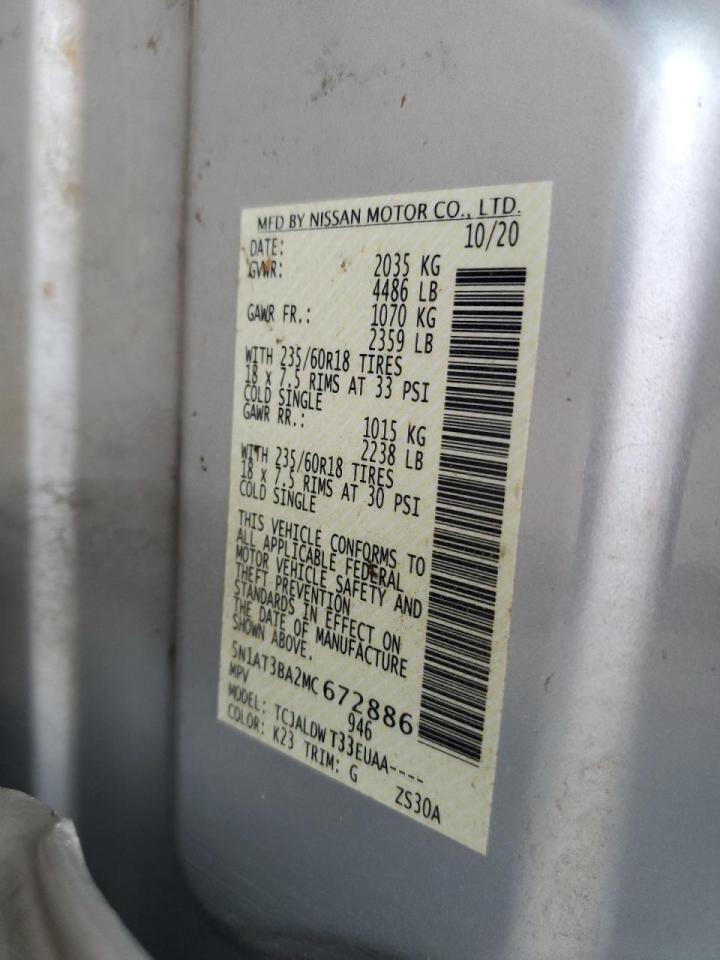 MFD BY NISSAN MOTOR CO., LTD.
DATE: 10/20
GVWR: 2035 KG
4486 LB
GAWR FR.: 1070 KG
2359 LB
WITH 235/60R18 TIRES
18 X 7.5 RIMS AT 33 PSI
COLD SINGLE
GAWR RR.: 1015 KG
2238 LB
WITH 235/60R18 TIRES
18 X 7.5 RIMS AT 30 PSI
COLD SINGLE
THIS VEHICLE CONFORMS TO
ALL APPLICABLE FEDERAL
MOTOR VEHICLE SAFETY AND
THEFT PREVENTION
STANDARDS IN EFFECT ON
THE DATE OF MANUFACTURE
SHOWN ABOVE.
5N1AT3BA2MC672886
MPV 946
MODEL: TCJALDWT33EUAA----
COLOR: K23 TRIM: G ZS30A